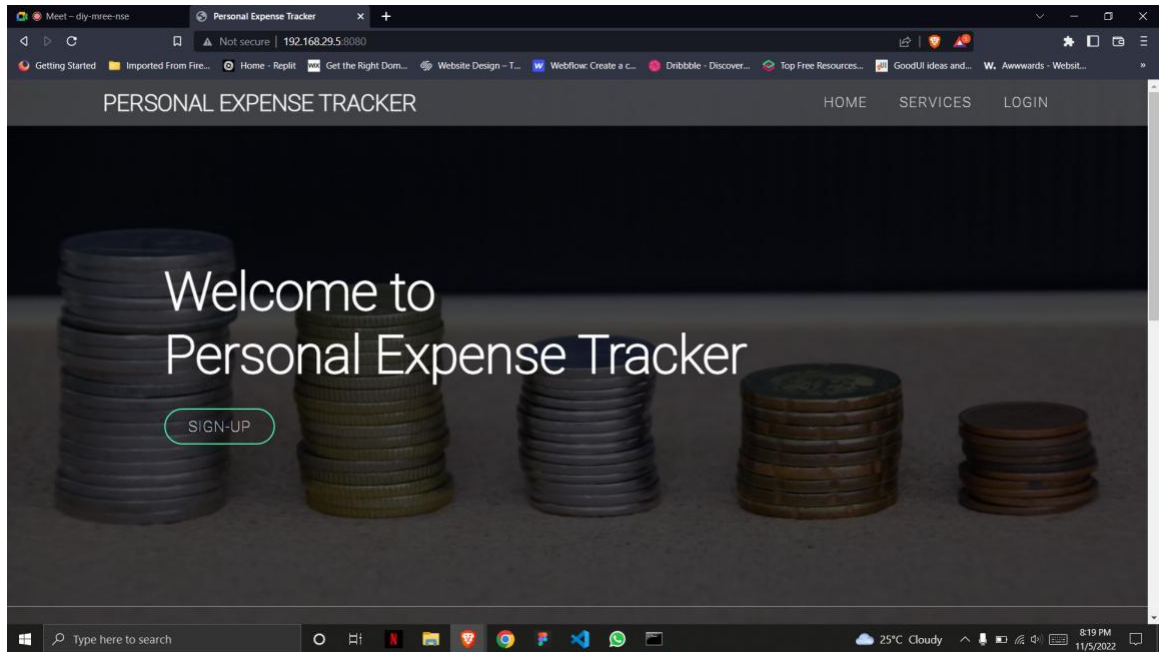 Meet – diy-mree-nse
Personal Expense Tracker
Not secure | 192.168.29.5:8080
Getting Started
Imported From Fire...
Home - Replit
Get the Right Dom...
Website Design – T...
Webflow: Create a c...
Dribbble - Discover...
Top Free Resources...
GoodUI ideas and...
W. Awwwards - Websit...
»
PERSONAL EXPENSE TRACKER
HOME SERVICES LOGIN
Welcome to
Personal Expense Tracker
SIGN-UP
Type here to search
25°C Cloudy
8:19 PM
11/5/2022